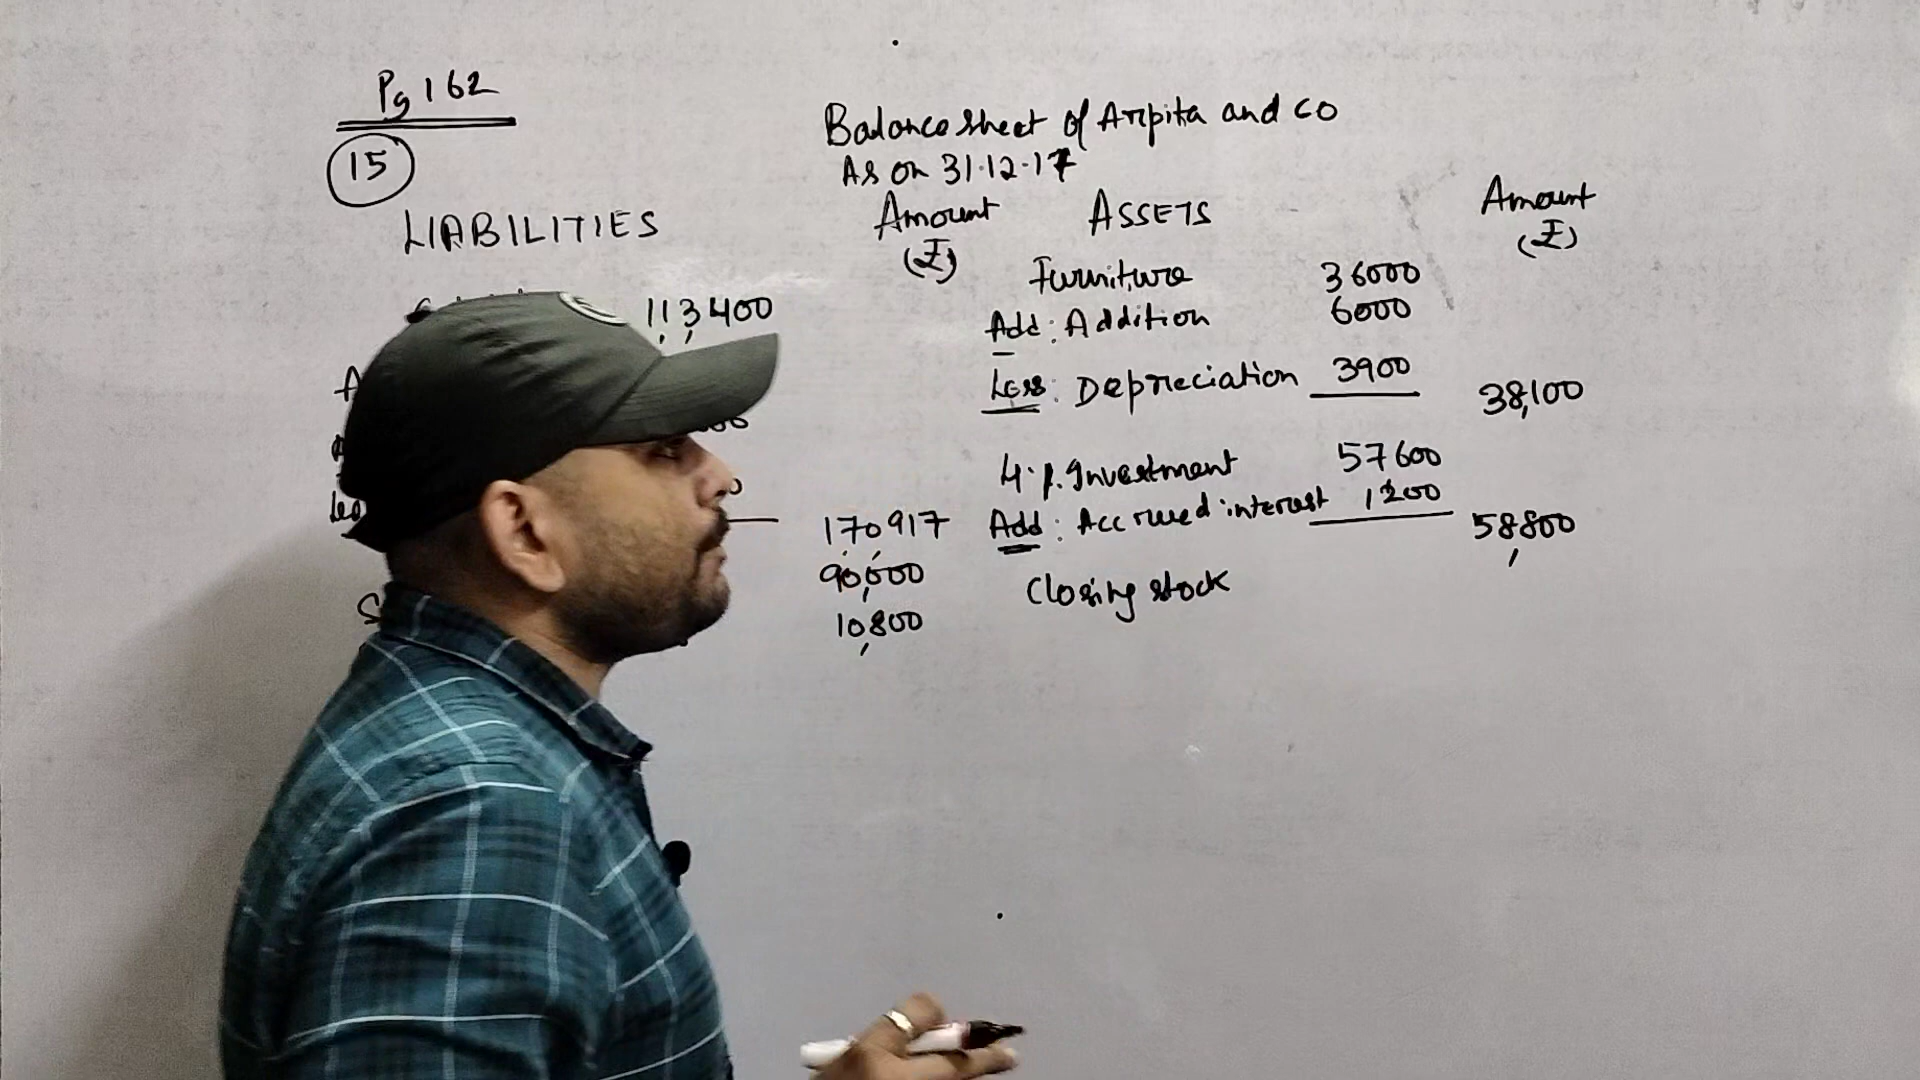 Pg 162
15
Balance sheet of Arpita and co
As on 31.12.17
LIABILITIES
Amount
(₹)
ASSETS
Amount
(₹)
113400
170917
90,000
10,800
Furniture 36000
Add: Addition 6000
Less: Depreciation 3900 38,100
4%. Investment 57600
Add: Accrued interest 1200 58,800
Closing stock